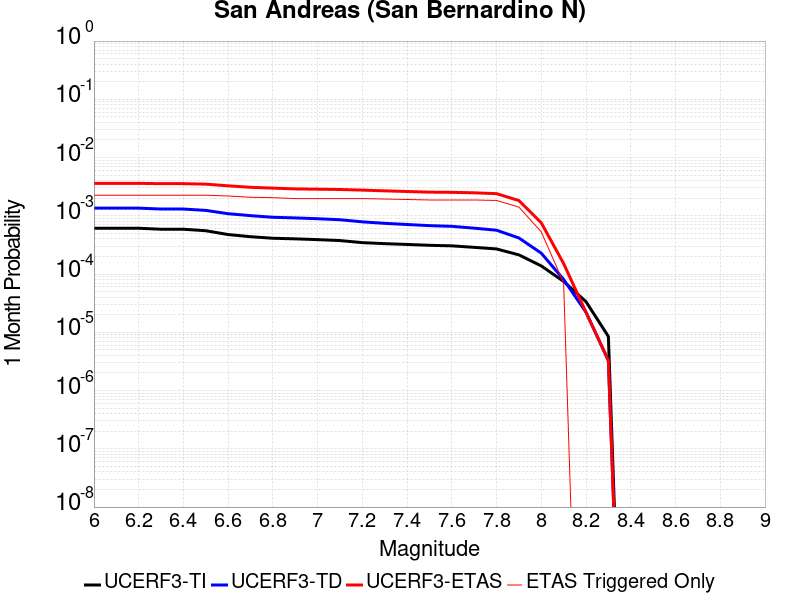 San Andreas (San Bernardino N)
10^0
10^-1
10^-2
10^-3
10^-4
10^-5
10^-6
10^-7
10^-8
1 Month Probability
6 6.2 6.4 6.6 6.8 7 7.2 7.4 7.6 7.8 8 8.2 8.4 8.6 8.8 9
Magnitude
UCERF3-TI UCERF3-TD UCERF3-ETAS ETAS Triggered Only